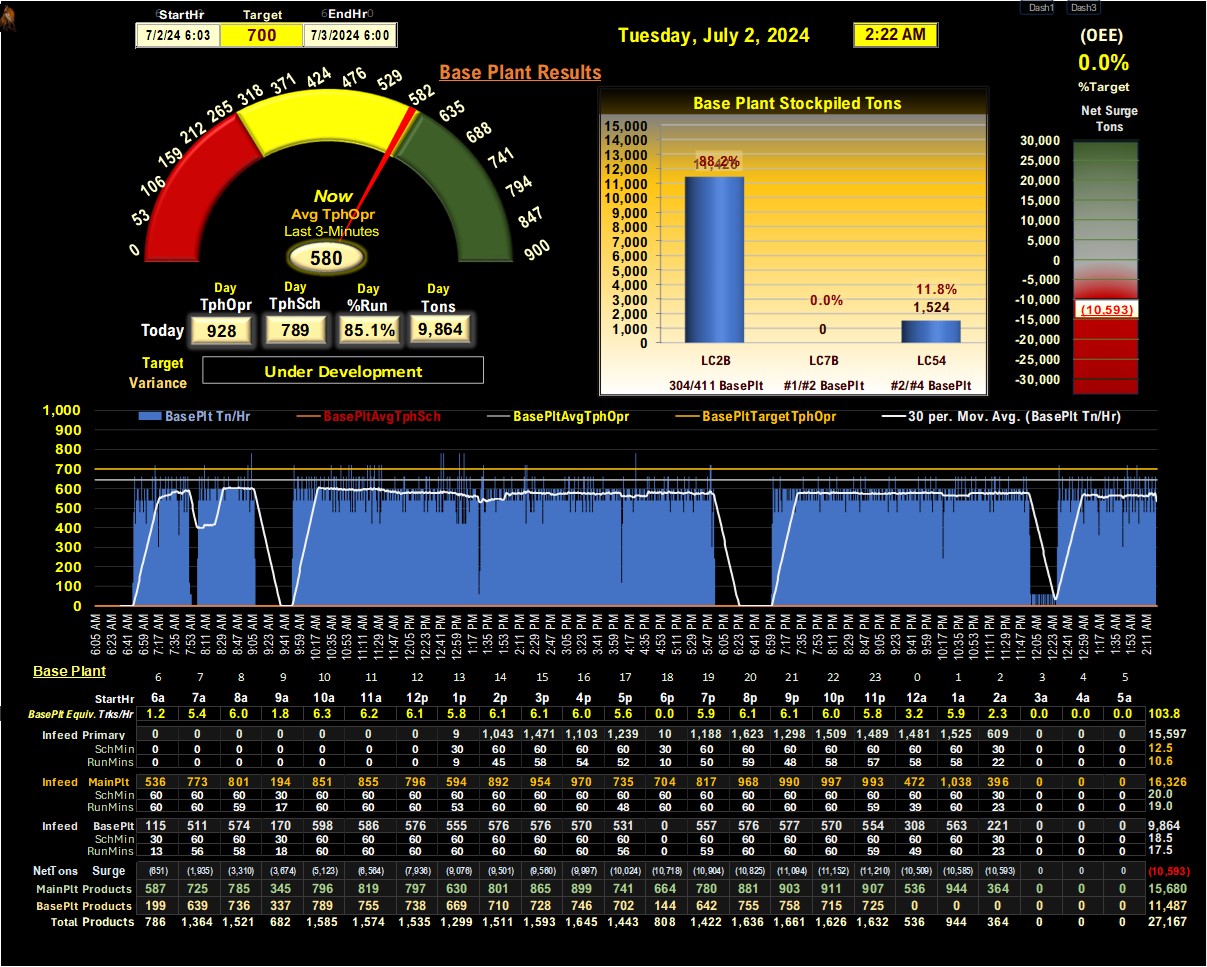 Dash1 Dash3
StartHr Target EndHr
7/2/24 6:03 700 7/3/2024 6:00
Tuesday, July 2, 2024 2:22 AM
(OEE)
0.0%
%Target
Net Surge
Tons
Base Plant Results
0 53 106 159 212 265 318 371 424 476 529 582 635 688 741 794 847 900
Now
Avg TphOpr
Last 3-Minutes
580
Day Day Day Day
TphOpr TphSch %Run Tons
Today 928 789 85.1% 9,864
Target
Variance
Under Development
Base Plant Stockpiled Tons
15,000
14,000
13,000
12,000
11,000
10,000
9,000
8,000
7,000
6,000
5,000
4,000
3,000
2,000
1,000
0
88.2%
0.0%
0
11.8%
1,524
LC2B LC7B LC54
304/411 BasePlt #1/#2 BasePlt #2/#4 BasePlt
30,000
25,000
20,000
15,000
10,000
5,000
0
-5,000
-10,000
-15,000
-20,000
-25,000
-30,000
(10,593)
BasePlt Tn/Hr BasePltAvgTphSch BasePltAvgTphOpr BasePltTargetTphOpr 30 per. Mov. Avg. (BasePlt Tn/Hr)
1,000
900
800
700
600
500
400
300
200
100
0
6:05 AM 6:23 AM 6:41 AM 6:59 AM 7:17 AM 7:35 AM 7:53 AM 8:11 AM 8:29 AM 8:47 AM 9:05 AM 9:23 AM 9:41 AM 9:59 AM 10:17 AM 10:35 AM 10:53 AM 11:11 AM 11:29 AM 11:47 AM 12:05 PM 12:23 PM 12:41 PM 12:59 PM 1:17 PM 1:35 PM 1:53 PM 2:11 PM 2:29 PM 2:47 PM 3:05 PM 3:23 PM 3:41 PM 3:59 PM 4:17 PM 4:35 PM 4:53 PM 5:11 PM 5:29 PM 5:47 PM 6:05 PM 6:23 PM 6:41 PM 6:59 PM 7:17 PM 7:35 PM 7:53 PM 8:11 PM 8:29 PM 8:47 PM 9:05 PM 9:23 PM 9:41 PM 9:59 PM 10:17 PM 10:35 PM 10:53 PM 11:11 PM 11:29 PM 11:47 PM 12:05 AM 12:23 AM 12:41 AM 12:59 AM 1:17 AM 1:35 AM 1:53 AM 2:11 AM
Base Plant
6 7 8 9 10 11 12 13 14 15 16 17 18 19 20 21 22 23 0 1 2 3 4 5
StartHr 6a 7a 8a 9a 10a 11a 12p 1p 2p 3p 4p 5p 6p 7p 8p 9p 10p 11p 12a 1a 2a 3a 4a 5a
BasePlt Equiv. Trks/Hr 1.2 5.4 6.0 1.8 6.3 6.2 6.1 5.8 6.1 6.1 6.0 5.6 0.0 5.9 6.1 6.1 6.0 5.8 3.2 5.9 2.3 0.0 0.0 0.0 103.8
Infeed Primary 0 0 0 0 0 0 0 9 1,043 1,471 1,103 1,239 10 1,188 1,623 1,298 1,509 1,489 1,481 1,525 609 0 0 0 15,597
SchMin 0 0 0 0 0 0 0 30 60 60 60 60 30 60 60 60 60 60 60 60 30 0 0 0 12.5
RunMins 0 0 0 0 0 0 0 9 45 58 54 52 10 50 59 48 58 57 58 58 22 0 0 0 10.6
Infeed MainPlt 536 773 801 194 851 855 796 594 892 954 970 735 704 817 968 990 997 993 472 1,038 396 0 0 0 16,326
SchMin 60 60 60 30 60 60 60 60 60 60 60 60 60 60 60 60 60 60 60 60 30 0 0 0 20.0
RunMins 60 60 59 17 60 60 60 53 60 60 60 48 60 60 60 60 60 59 39 60 23 0 0 0 19.0
Infeed BasePlt 115 511 574 170 598 586 576 555 576 576 570 531 0 557 576 577 570 554 308 563 221 0 0 0 9,864
SchMin 30 60 60 30 60 60 60 60 60 60 60 60 0 60 60 60 60 60 60 60 30 0 0 0 18.5
RunMins 13 56 58 18 60 60 60 60 60 60 60 56 0 59 60 60 60 59 49 60 23 0 0 0 17.5
NetTons Surge (651) (1,935) (3,310) (3,674) (5,123) (6,564) (7,936) (9,076) (9,501) (9,560) (9,997) (10,024) (10,718) (10,904) (10,825) (11,094) (11,152) (11,210) (10,509) (10,585) (10,593) 0 0 0 (10,593)
MainPlt Products 587 725 785 345 796 819 797 630 801 865 899 741 664 780 881 903 911 907 536 944 364 0 0 0 15,680
BasePlt Products 199 639 736 337 789 755 738 669 710 728 746 702 144 642 755 758 715 725 0 0 0 0 0 0 11,487
Total Products 786 1,364 1,521 682 1,585 1,574 1,535 1,299 1,511 1,593 1,645 1,443 808 1,422 1,636 1,661 1,626 1,632 536 944 364 0 0 0 27,167